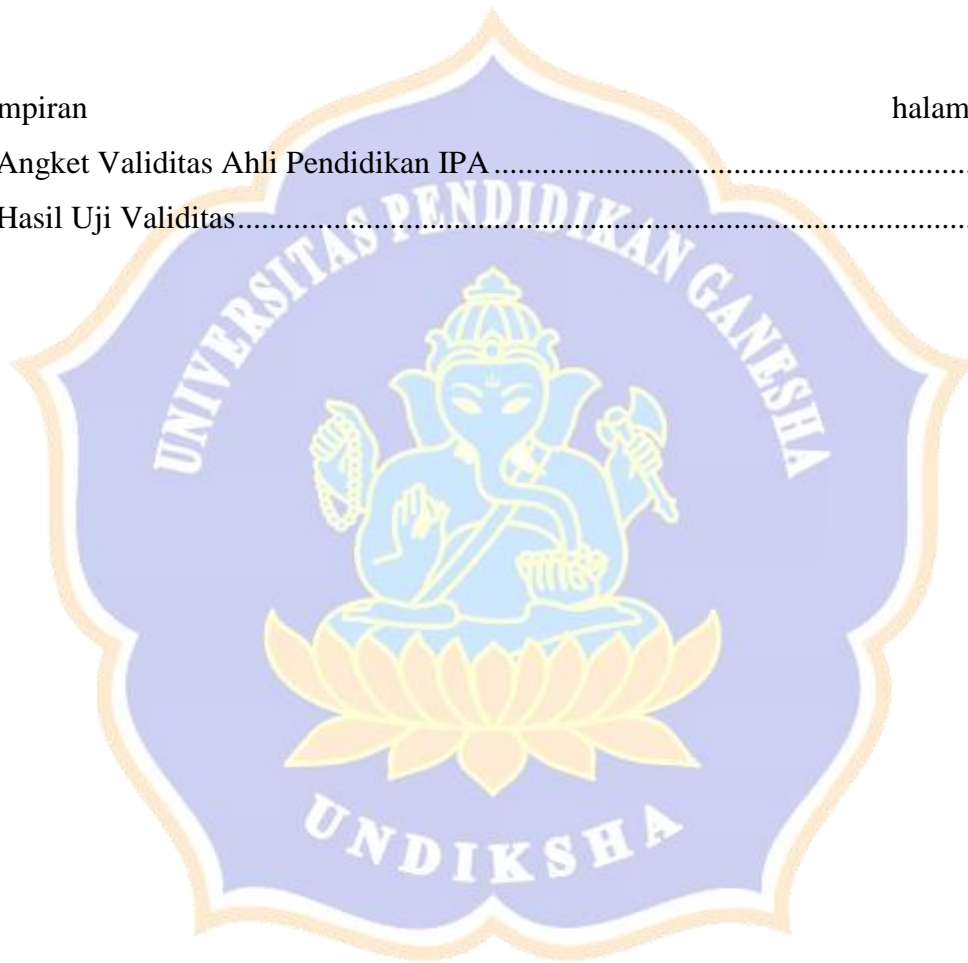 mpiran halam
Angket Validitas Ahli Pendidikan IPA..........................................................
Hasil Uji Validitas..........................................................................................
UNIVERSITAS PENDIDIKAN GANESHA
UNDIKSHA